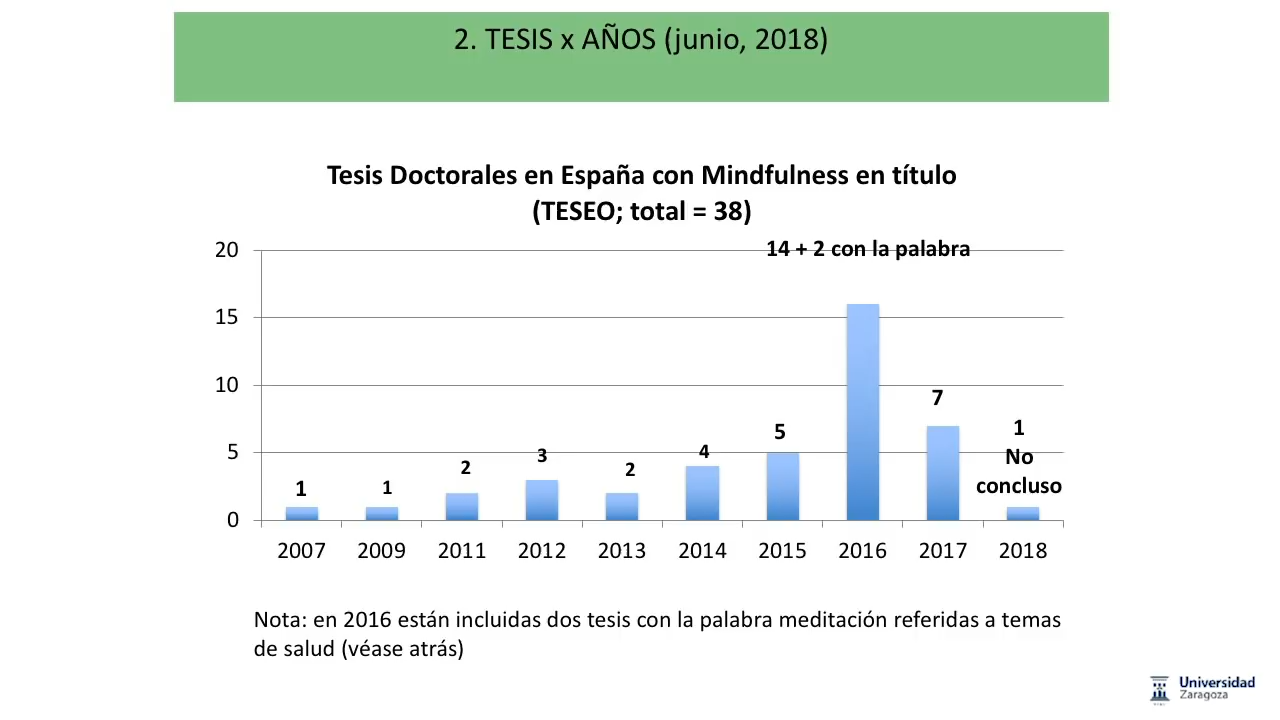 2. TESIS x AÑOS (junio, 2018)
Tesis Doctorales en España con Mindfulness en título
(TESEO; total = 38)
14 + 2 con la palabra
20
15
10
5
0
1
1
2
3
2
4
5
7
1
No
concluso
2007 2009 2011 2012 2013 2014 2015 2016 2017 2018
Nota: en 2016 están incluidas dos tesis con la palabra meditación referidas a temas
de salud (véase atrás)
Universidad
Zaragoza